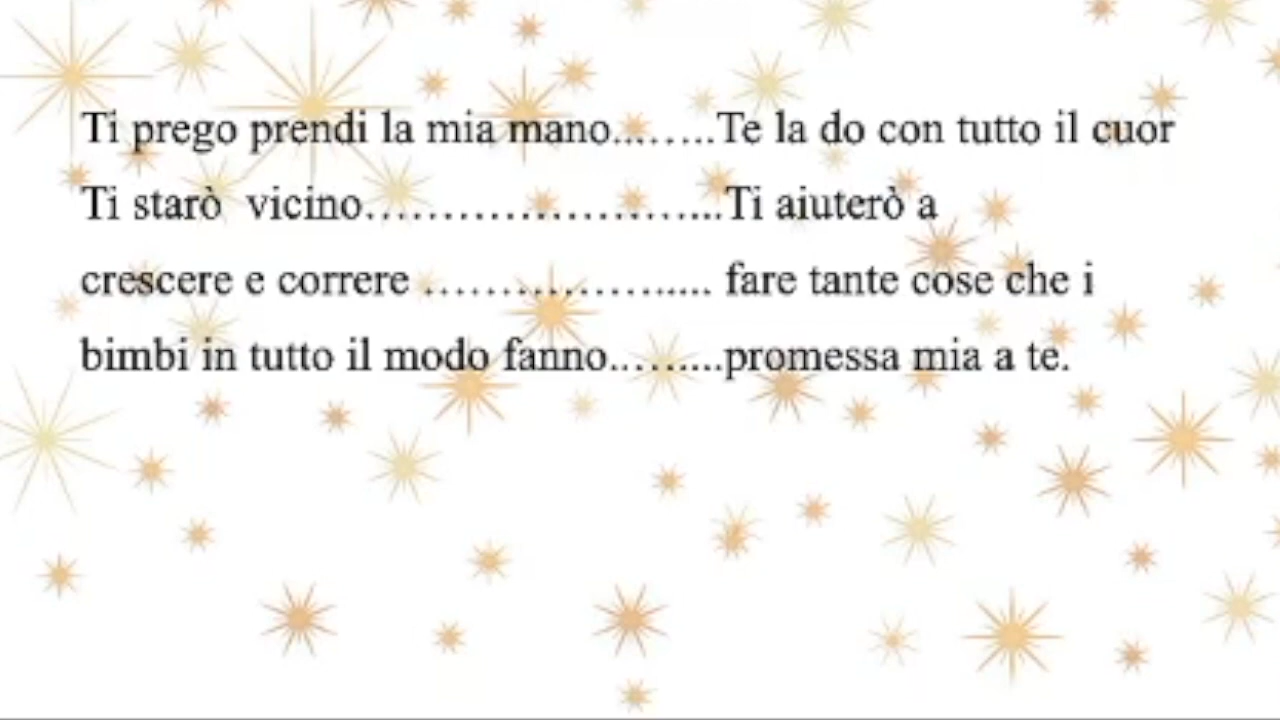 Ti prego prendi la mia mano...…..Te la do con tutto il cuor
Ti starò  vicino……………………...Ti aiuterò a
crescere e correre ……………..... fare tante cose che i
bimbi in tutto il modo fanno..…....promessa mia a te.